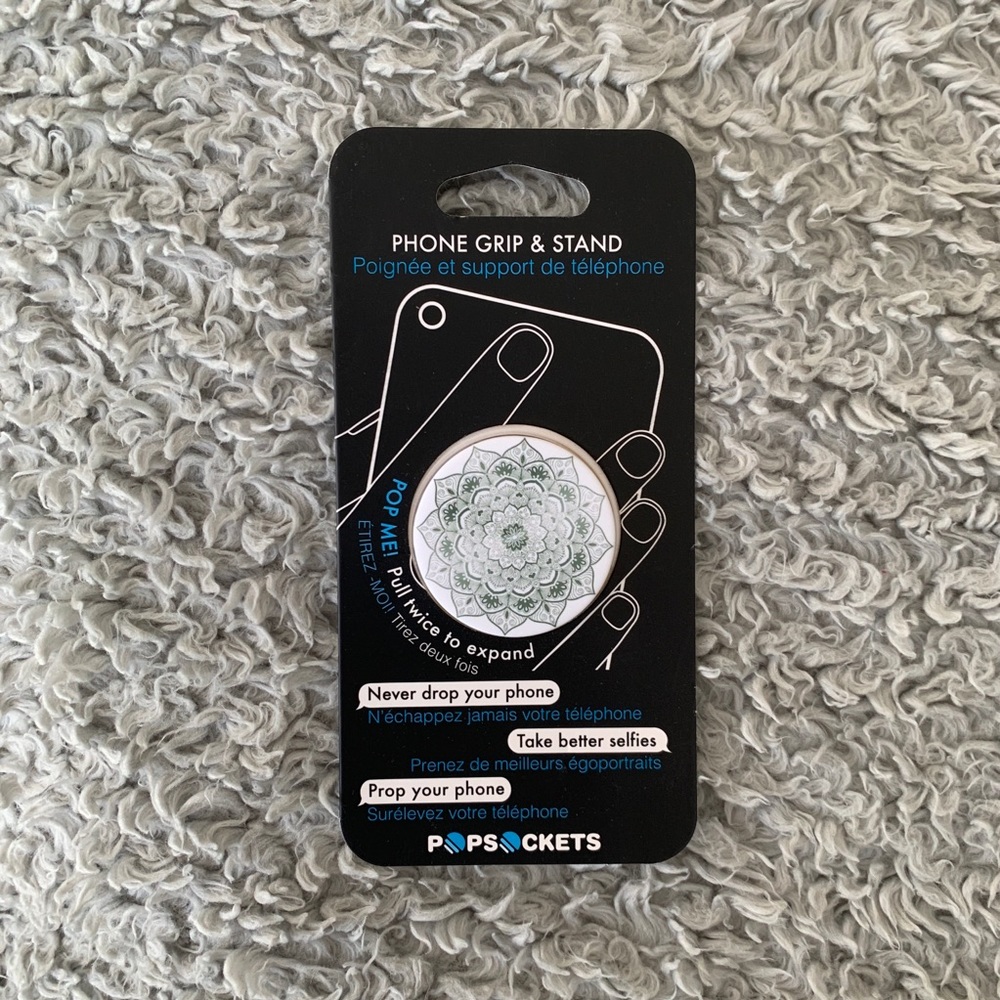 PHONE GRIP & STAND
Poignée et support de téléphone
POP ME! Pull twice to expand
ÉTIREZ-MOI! Tirez deux fois
Never drop your phone
N'échappez jamais votre téléphone
Take better selfies
Prenez de meilleurs égoportraits
Prop your phone
Surélevez votre téléphone
POPSOCKETS